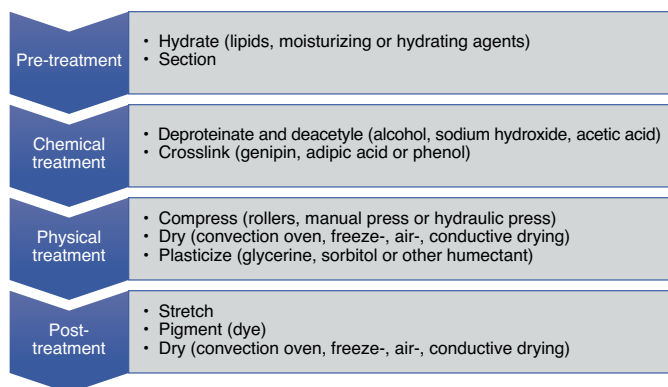 Pre-treatment
• Hydrate (lipids, moisturizing or hydrating agents)
• Section
Chemical
treatment
• Deproteinate and deacetyle (alcohol, sodium hydroxide, acetic acid)
• Crosslink (genipin, adipic acid or phenol)
Physical
treatment
• Compress (rollers, manual press or hydraulic press)
• Dry (convection oven, freeze-, air-, conductive drying)
• Plasticize (glycerine, sorbitol or other humectant)
Post-
treatment
• Stretch
• Pigment (dye)
• Dry (convection oven, freeze-, air-, conductive drying)